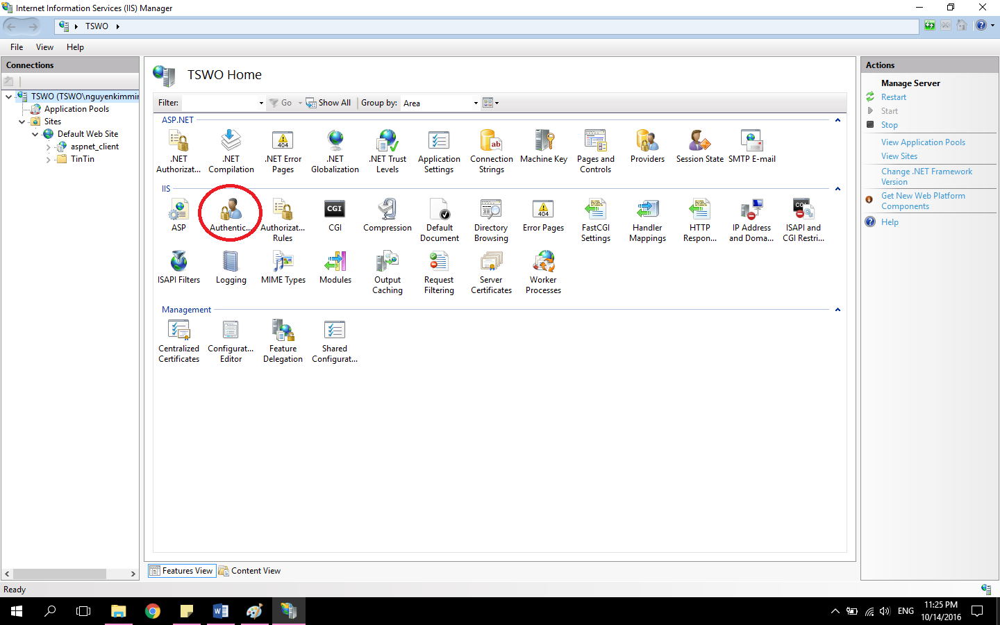 Internet Information Services (IIS) Manager
TSWO
File View Help
Connections
TSWO (TSWO\nguyenkimmin
Application Pools
Sites
Default Web Site
aspnet_client
TinTin
TSWO Home
Filter: Go Show All Group by: Area
ASP.NET
.NET Authorizat...
.NET Compilation
.NET Error Pages
.NET Globalization
.NET Trust Levels
Application Settings
Connection Strings
Machine Key
Pages and Controls
Providers
Session State
SMTP E-mail
IIS
ASP
Authentic...
Authorizat... Rules
CGI
Compression
Default Document
Directory Browsing
Error Pages
FastCGI Settings
Handler Mappings
HTTP Respon...
IP Address and Doma...
ISAPI and CGI Restri...
ISAPI Filters
Logging
MIME Types
Modules
Output Caching
Request Filtering
Server Certificates
Worker Processes
Management
Centralized Certificates
Configurat... Editor
Feature Delegation
Shared Configurat...
Features View
Content View
Actions
Manage Server
Restart
Start
Stop
View Application Pools
View Sites
Change .NET Framework
Version
Get New Web Platform
Components
Help
Ready
ENG
11:25 PM
10/14/2016